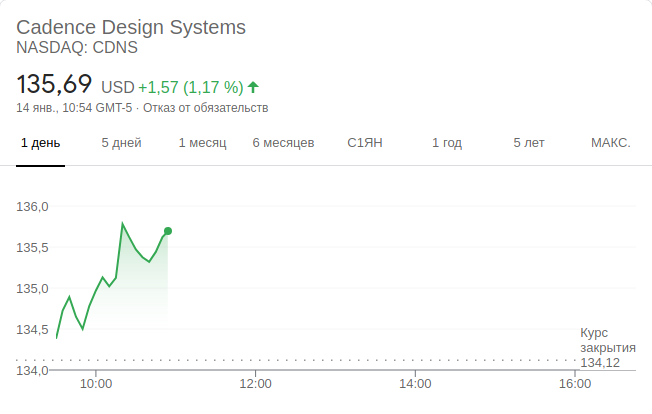 Cadence Design Systems
NASDAQ: CDNS
135,69 USD +1,57 (1,17 %)
14 янв., 10:54 GMT-5 · Отказ от обязательств
1 день 5 дней 1 месяц 6 месяцев С1ЯН 1 год 5 лет МАКС.
136,0
135,5
135,0
134,5
Курс
закрытия
134,12
134,0
10:00 12:00 14:00 16:00